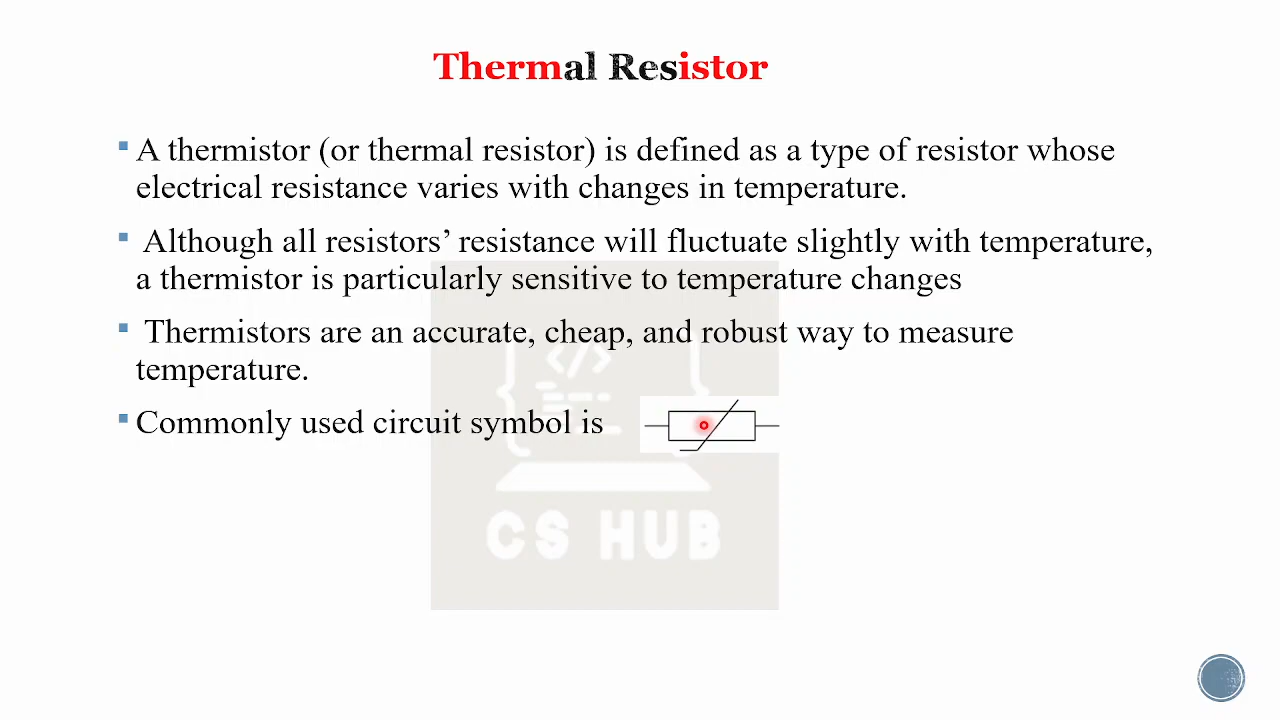 Thermal Resistor
A thermistor (or thermal resistor) is defined as a type of resistor whose
electrical resistance varies with changes in temperature.
Although all resistors’ resistance will fluctuate slightly with temperature,
a thermistor is particularly sensitive to temperature changes
Thermistors are an accurate, cheap, and robust way to measure
temperature.
Commonly used circuit symbol is
</>
CS HUB